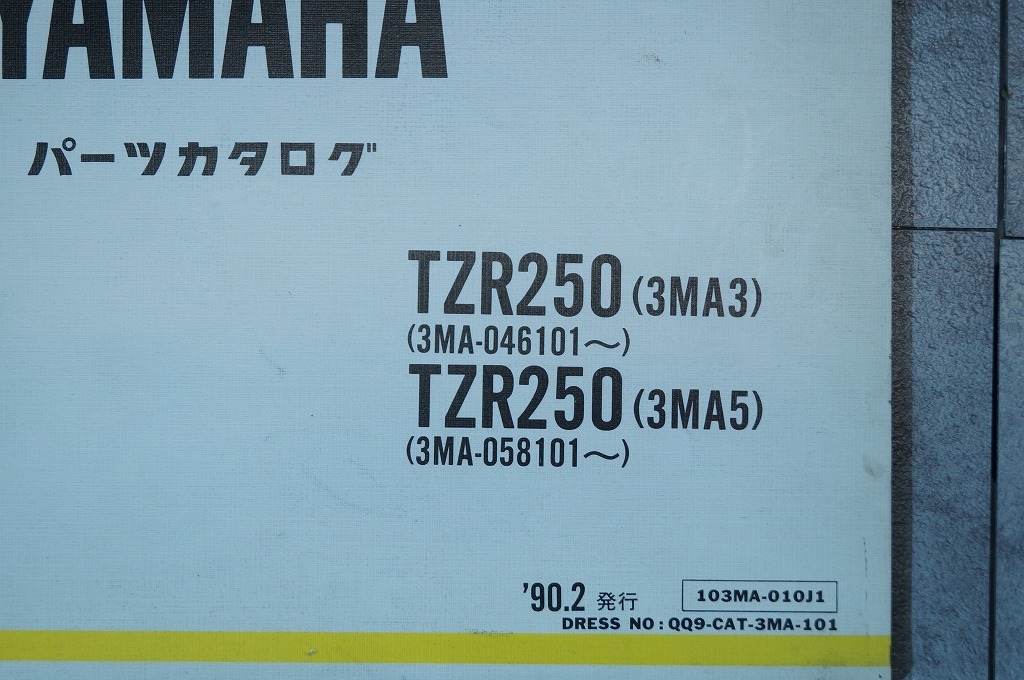 YAMAHA
パーツカタログ
TZR250 (3MA3)
(3MA-046101～)
TZR250 (3MA5)
(3MA-058101～)
'90.2 発行 103MA-010J1
DRESS NO: QQ9-CAT-3MA-101